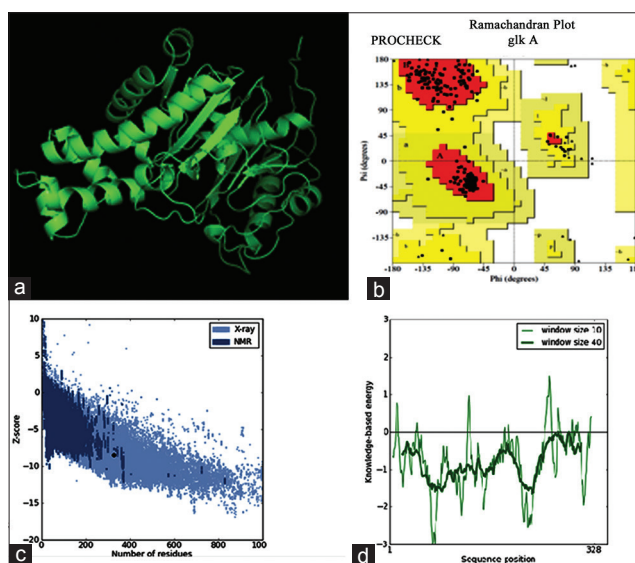 a
PROCHECK
Ramachandran Plot
glk A
b
180
135
90
45
0
-45
-90
-135
Psi (degrees)
-180 -135 -90 -45 0 45 90 135
Phi (degrees)
B
A
b
a
l
p
c
X-ray
NMR
10
5
0
-5
-10
-15
-20
Z-score
0 200 400 600 800 100
Number of residues
d
window size 10
window size 40
3
2
1
0
-1
-2
-3
Knowledge-based energy
1 328
Sequence position